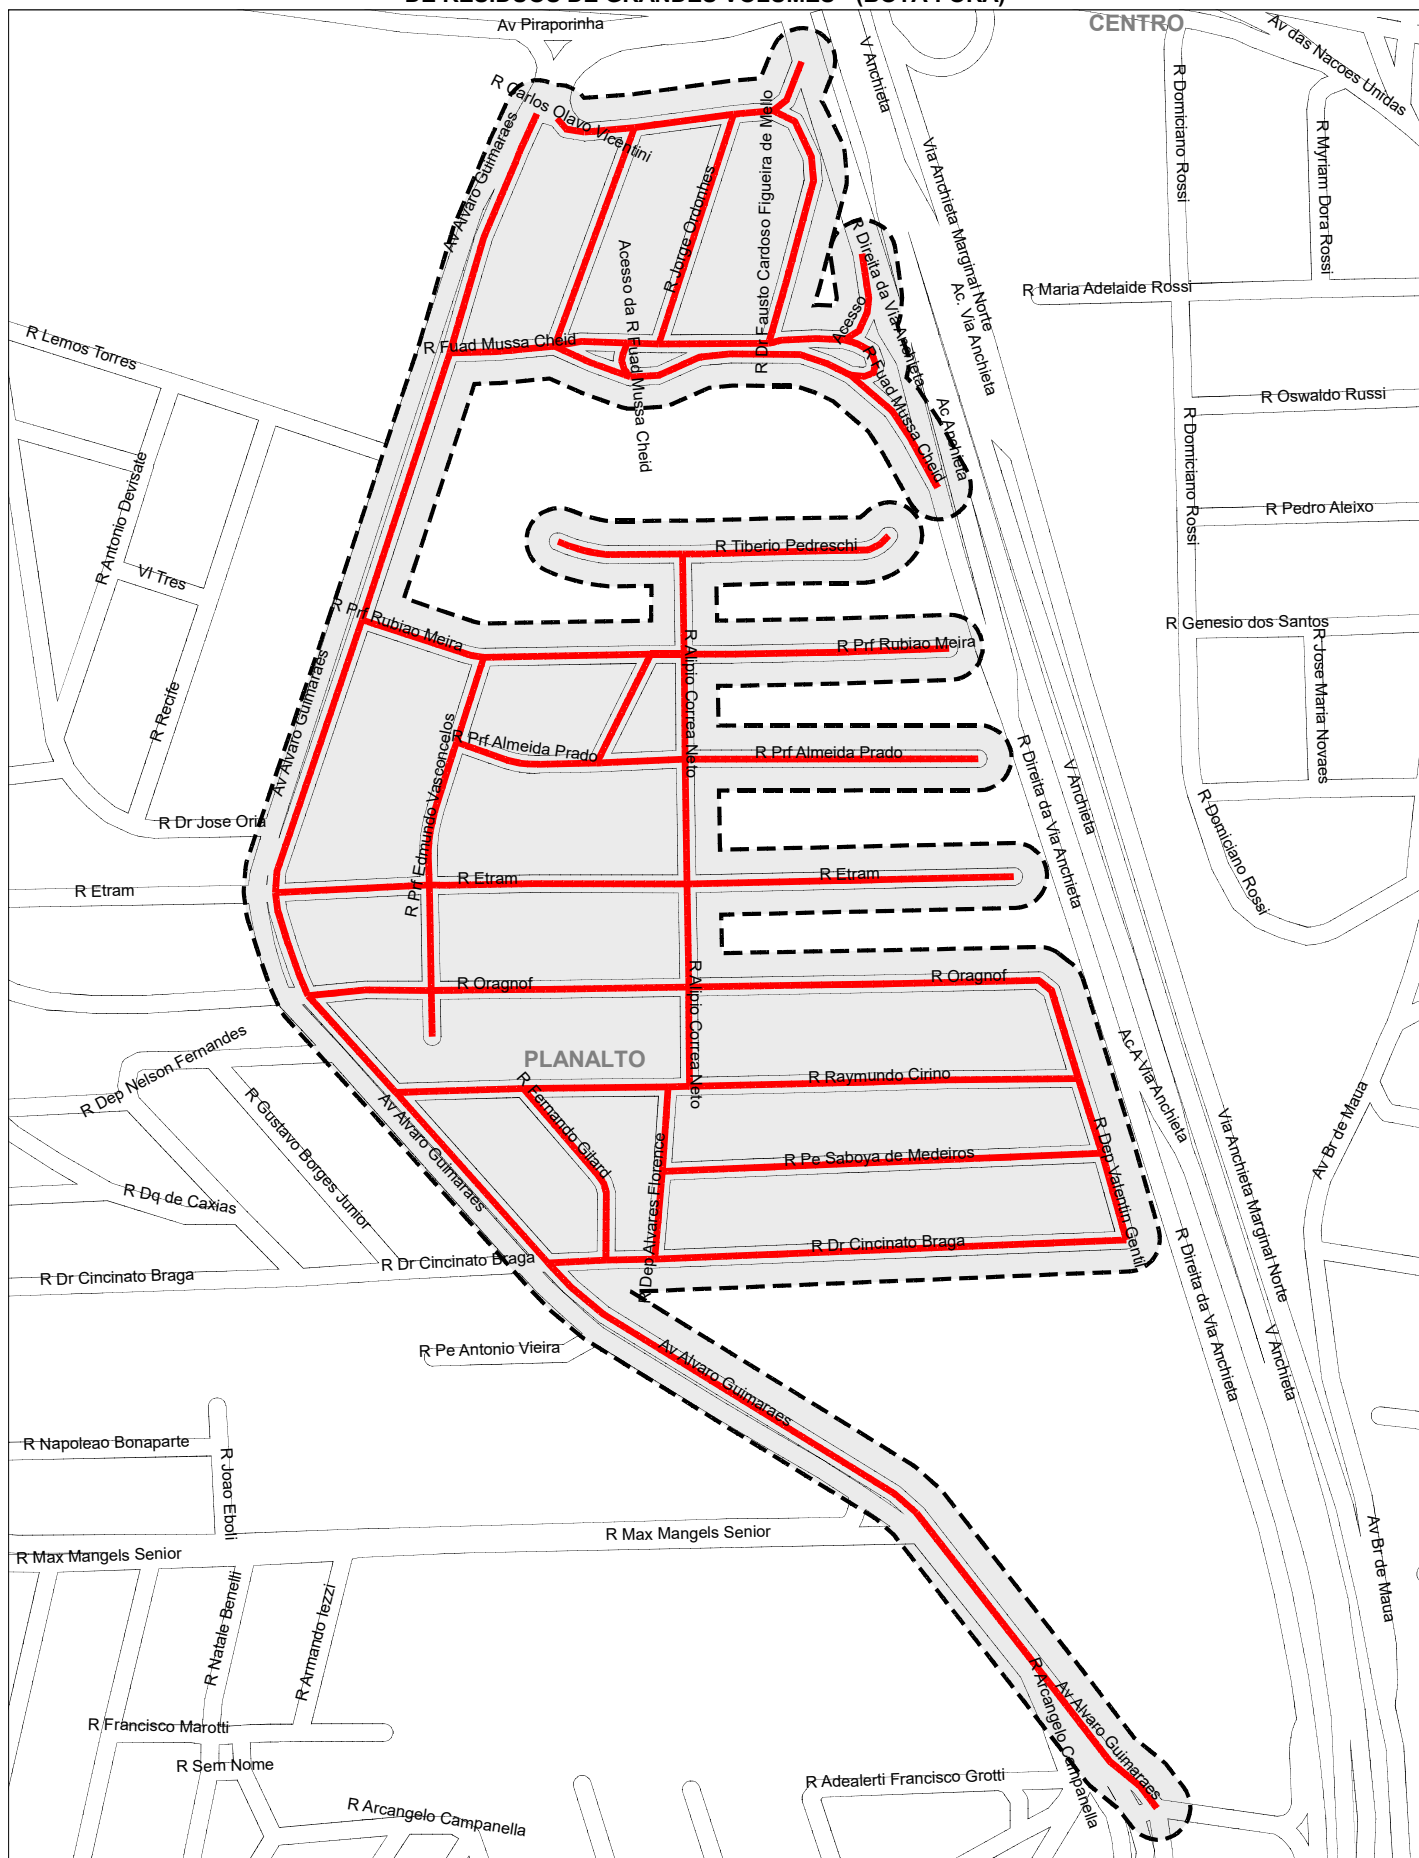 DE RESÍDUOS DE GRANDES VOLUMES - (BOTA FORA)
Av Piraporinha
CENTRO
Av das Nacoes Unidas
V Anchieta
R Domiciano Rossi
R Carlos Olavo Vicentini
R Myriam Dora Rossi
Av Alvaro Guimaraes
R Dr Fausto Cardoso Figueira de Mello
Via Anchieta Marginal Norte
R Jorge Ordonhes
Acesso da R Fuad Mussa Cheid
R Direita da Via Anchieta
Ac. Via Anchieta
R Maria Adelaide Rossi
Acesso
R Lemos Torres
R Fuad Mussa Cheid
R Fuad Mussa Cheid
Ac Anchieta
R Oswaldo Russi
R Domiciano Rossi
R Antonio Devisate
R Pedro Aleixo
R Tiberio Pedreschi
Vl Tres
R Prf Rubiao Meira
R Prf Rubiao Meira
R Genesio dos Santos
R Jose Maria Novaes
R Alipio Correa Neto
R Recife
Av Alvaro Guimaraes
R Prf Edmundo Vasconcelos
R Prf Almeida Prado
R Prf Almeida Prado
R Direita da Via Anchieta
V Anchieta
R Domiciano Rossi
R Dr Jose Oria
R Etram
R Etram
R Etram
R Oragnof
R Oragnof
R Alipio Correa Neto
PLANALTO
R Dep Nelson Fernandes
Ac A Via Anchieta
R Raymundo Cirino
R Fernando Gilard
R Gustavo Borges Junior
Av Alvaro Guimaraes
Via Anchieta Marginal Norte
Av Br de Maua
R Dep Valentin Gentil
R Dep Alvares Florence
R Pe Saboya de Medeiros
R Dq de Caxias
R Dr Cincinato Braga
R Dr Cincinato Braga
R Dr Cincinato Braga
R Direita da Via Anchieta
V Anchieta
R Pe Antonio Vieira
Av Alvaro Guimaraes
R Napoleao Bonaparte
R Joao Eboli
R Max Mangels Senior
R Max Mangels Senior
Av Br de Maua
R Natale Benelli
R Armando Iezzi
R Arcangelo Campanella
Av Alvaro Guimaraes
R Francisco Marotti
R Sem Nome
R Adealerti Francisco Grotti
R Arcangelo Campanella